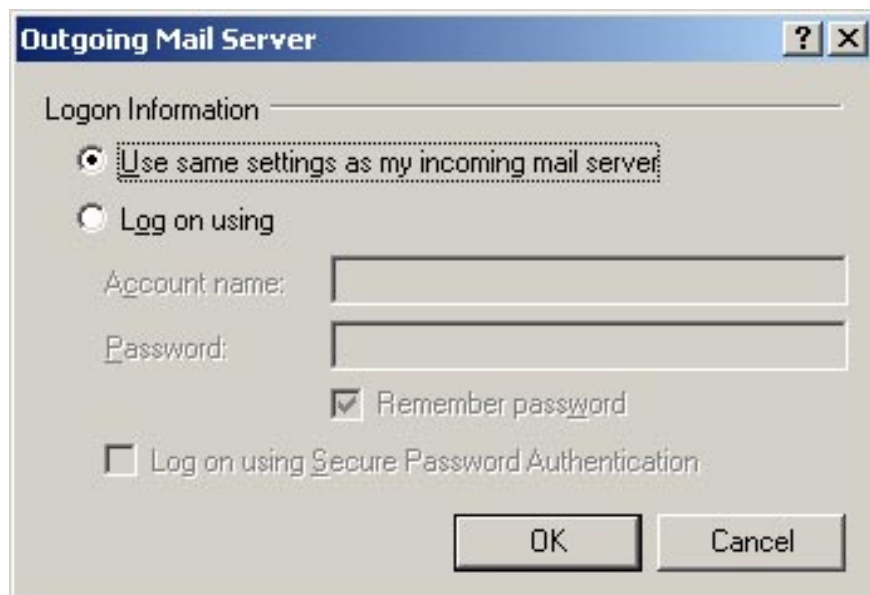 Outgoing Mail Server
Logon Information
Use same settings as my incoming mail server
Log on using
Account name:
Password:
Remember password
Log on using Secure Password Authentication
OK Cancel